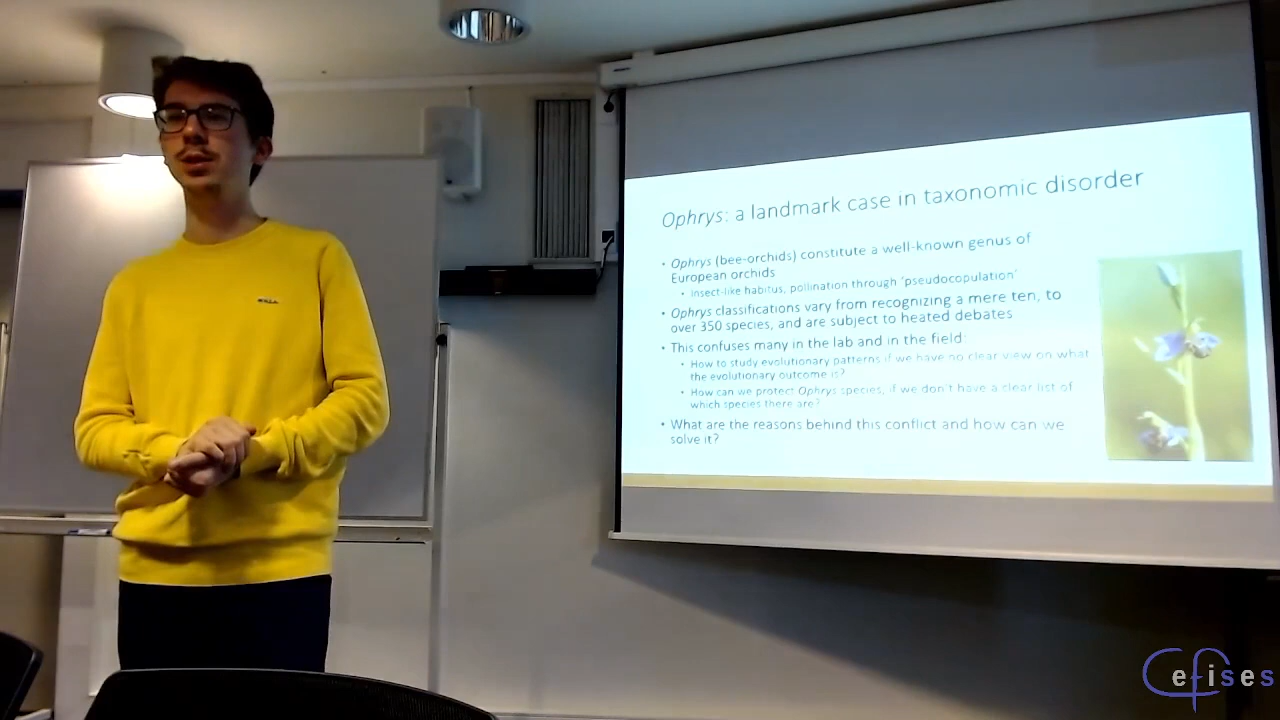 Ophrys: a landmark case in taxonomic disorder
• Ophrys (bee-orchids) constitute a well-known genus of
European orchids
• Insect-like habitus, pollination through 'pseudocopulation'
• Ophrys classifications vary from recognizing a mere ten, to
over 350 species, and are subject to heated debates
• This confuses many in the lab and in the field:
• How to study evolutionary patterns if we have no clear view on what
the evolutionary outcome is?
• How can we protect Ophrys species, if we don't have a clear list of
which species there are?
• What are the reasons behind this conflict and how can we
solve it?
Cefises